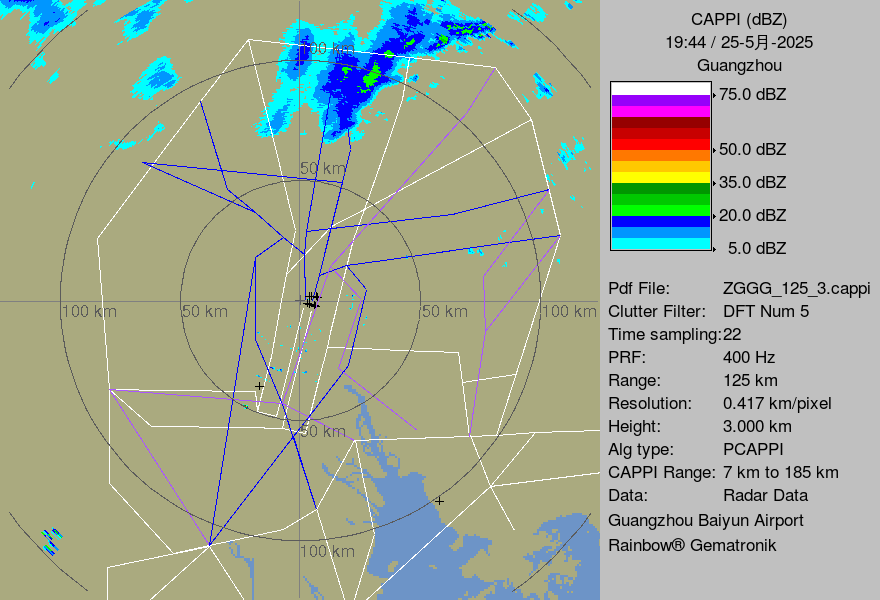 CAPPI (dBZ)
19:44 / 25-5月-2025
Guangzhou
75.0 dBZ
50.0 dBZ
35.0 dBZ
20.0 dBZ
5.0 dBZ
100 km
50 km
100 km
50 km
50 km
100 km
50 km
100 km
Pdf File: ZGGG_125_3.cappi
Clutter Filter: DFT Num 5
Time sampling:22
PRF: 400 Hz
Range: 125 km
Resolution: 0.417 km/pixel
Height: 3.000 km
Alg type: PCAPPI
CAPPI Range: 7 km to 185 km
Data: Radar Data
Guangzhou Baiyun Airport
Rainbow® Gematronik